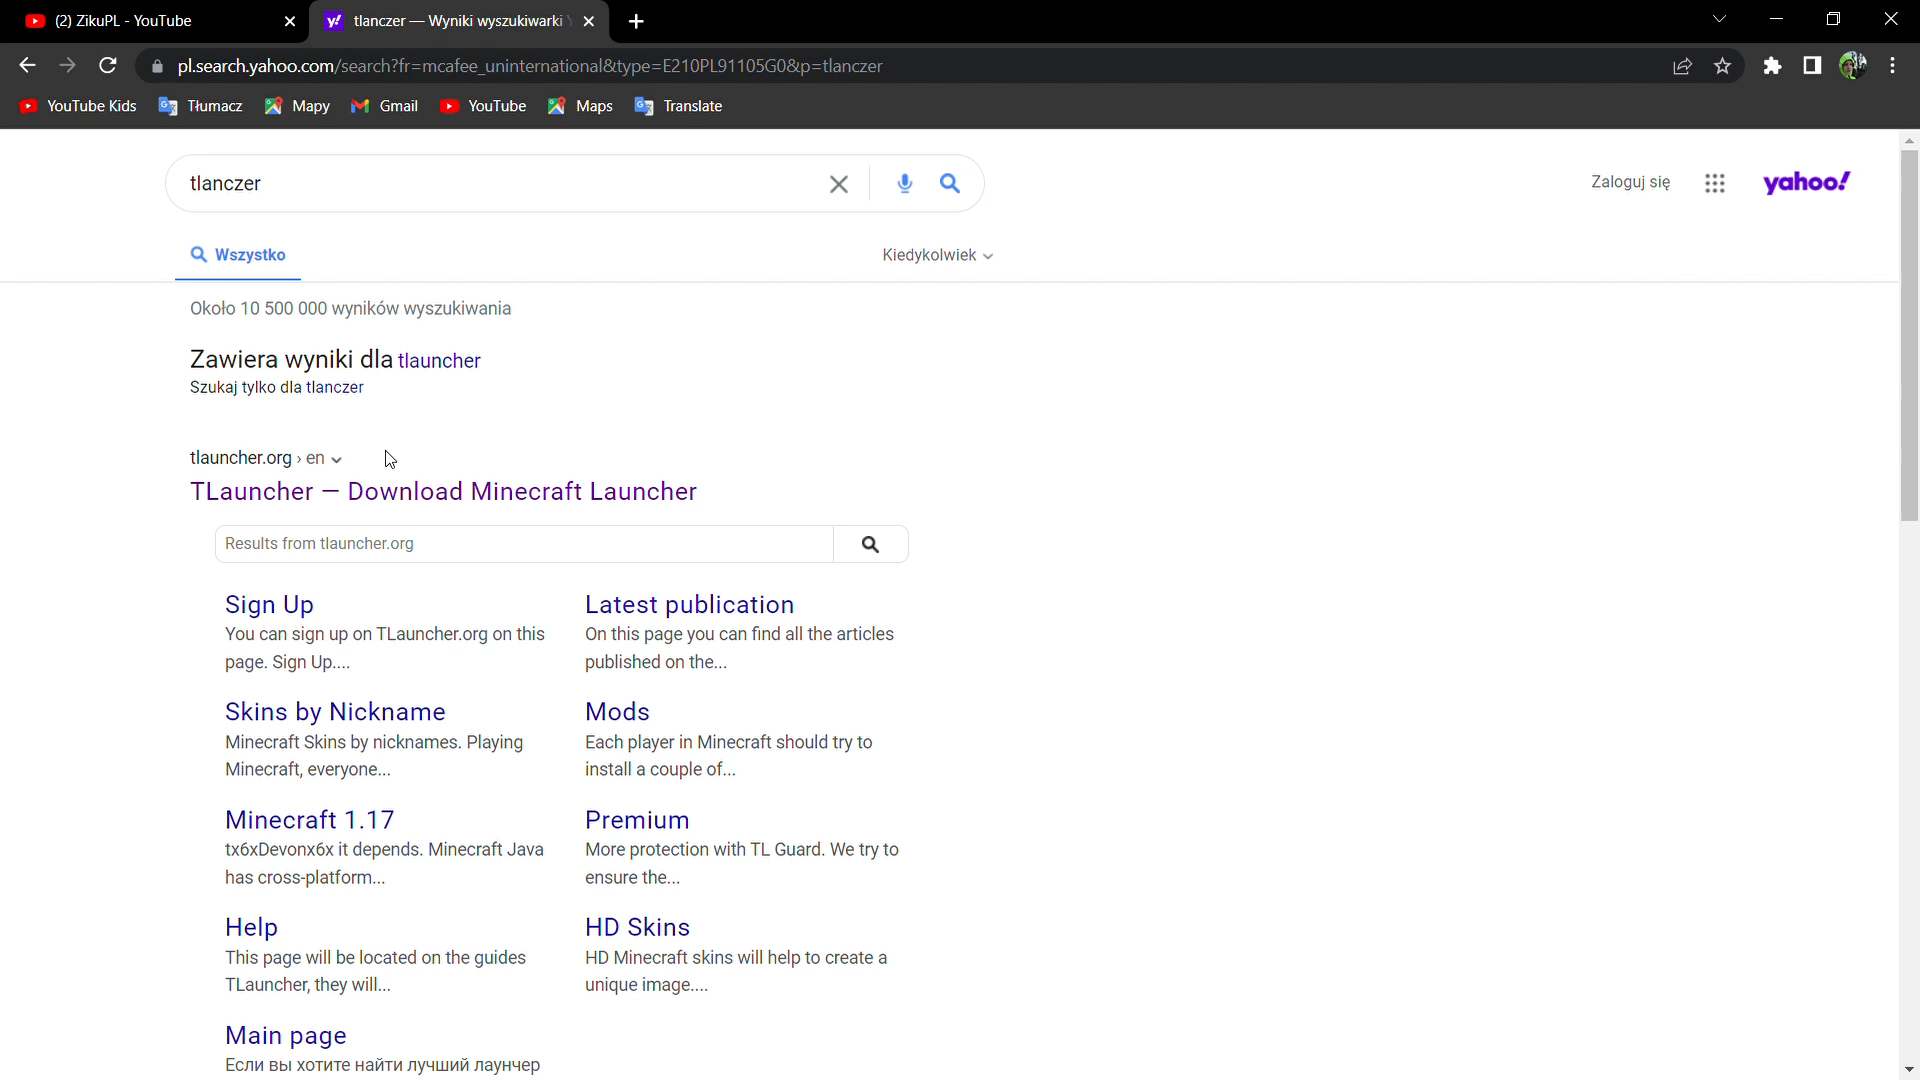 (2) ZikuPL - YouTube
tlanczer — Wyniki wyszukiwarki
pl.search.yahoo.com/search?fr=mcafee_uninternational&type=E210PL91105G0&p=tlanczer
YouTube Kids Tłumacz Mapy Gmail YouTube Maps Translate
tlanczer
Zaloguj się
yahoo!
Wszystko
Kiedykolwiek
Około 10 500 000 wyników wyszukiwania
Zawiera wyniki dla tlauncher
Szukaj tylko dla tlanczer
tlauncher.org › en
TLauncher — Download Minecraft Launcher
Results from tlauncher.org
Sign Up
You can sign up on TLauncher.org on this
page. Sign Up....
Latest publication
On this page you can find all the articles
published on the...
Skins by Nickname
Minecraft Skins by nicknames. Playing
Minecraft, everyone...
Mods
Each player in Minecraft should try to
install a couple of...
Minecraft 1.17
tx6xDevonx6x it depends. Minecraft Java
has cross-platform...
Premium
More protection with TL Guard. We try to
ensure the...
Help
This page will be located on the guides
TLauncher, they will...
HD Skins
HD Minecraft skins will help to create a
unique image....
Main page
Если вы хотите найти лучший лаунчер